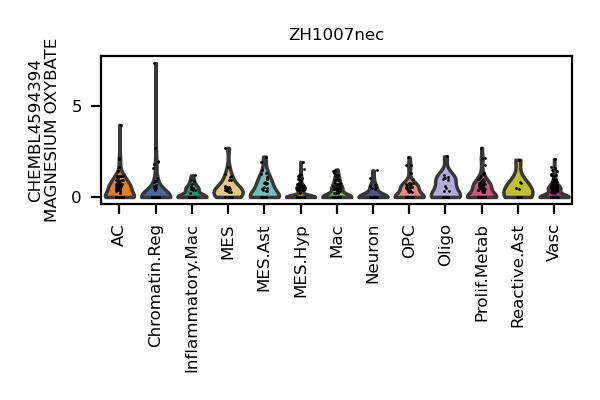 ZH1007nec
CHEMBL4594394
MAGNESIUM OXYBATE
5
0
AC
Chromatin.Reg
Inflammatory.Mac
MES
MES.Ast
MES.Hyp
Mac
Neuron
OPC
Oligo
Prolif.Metab
Reactive.Ast
Vasc